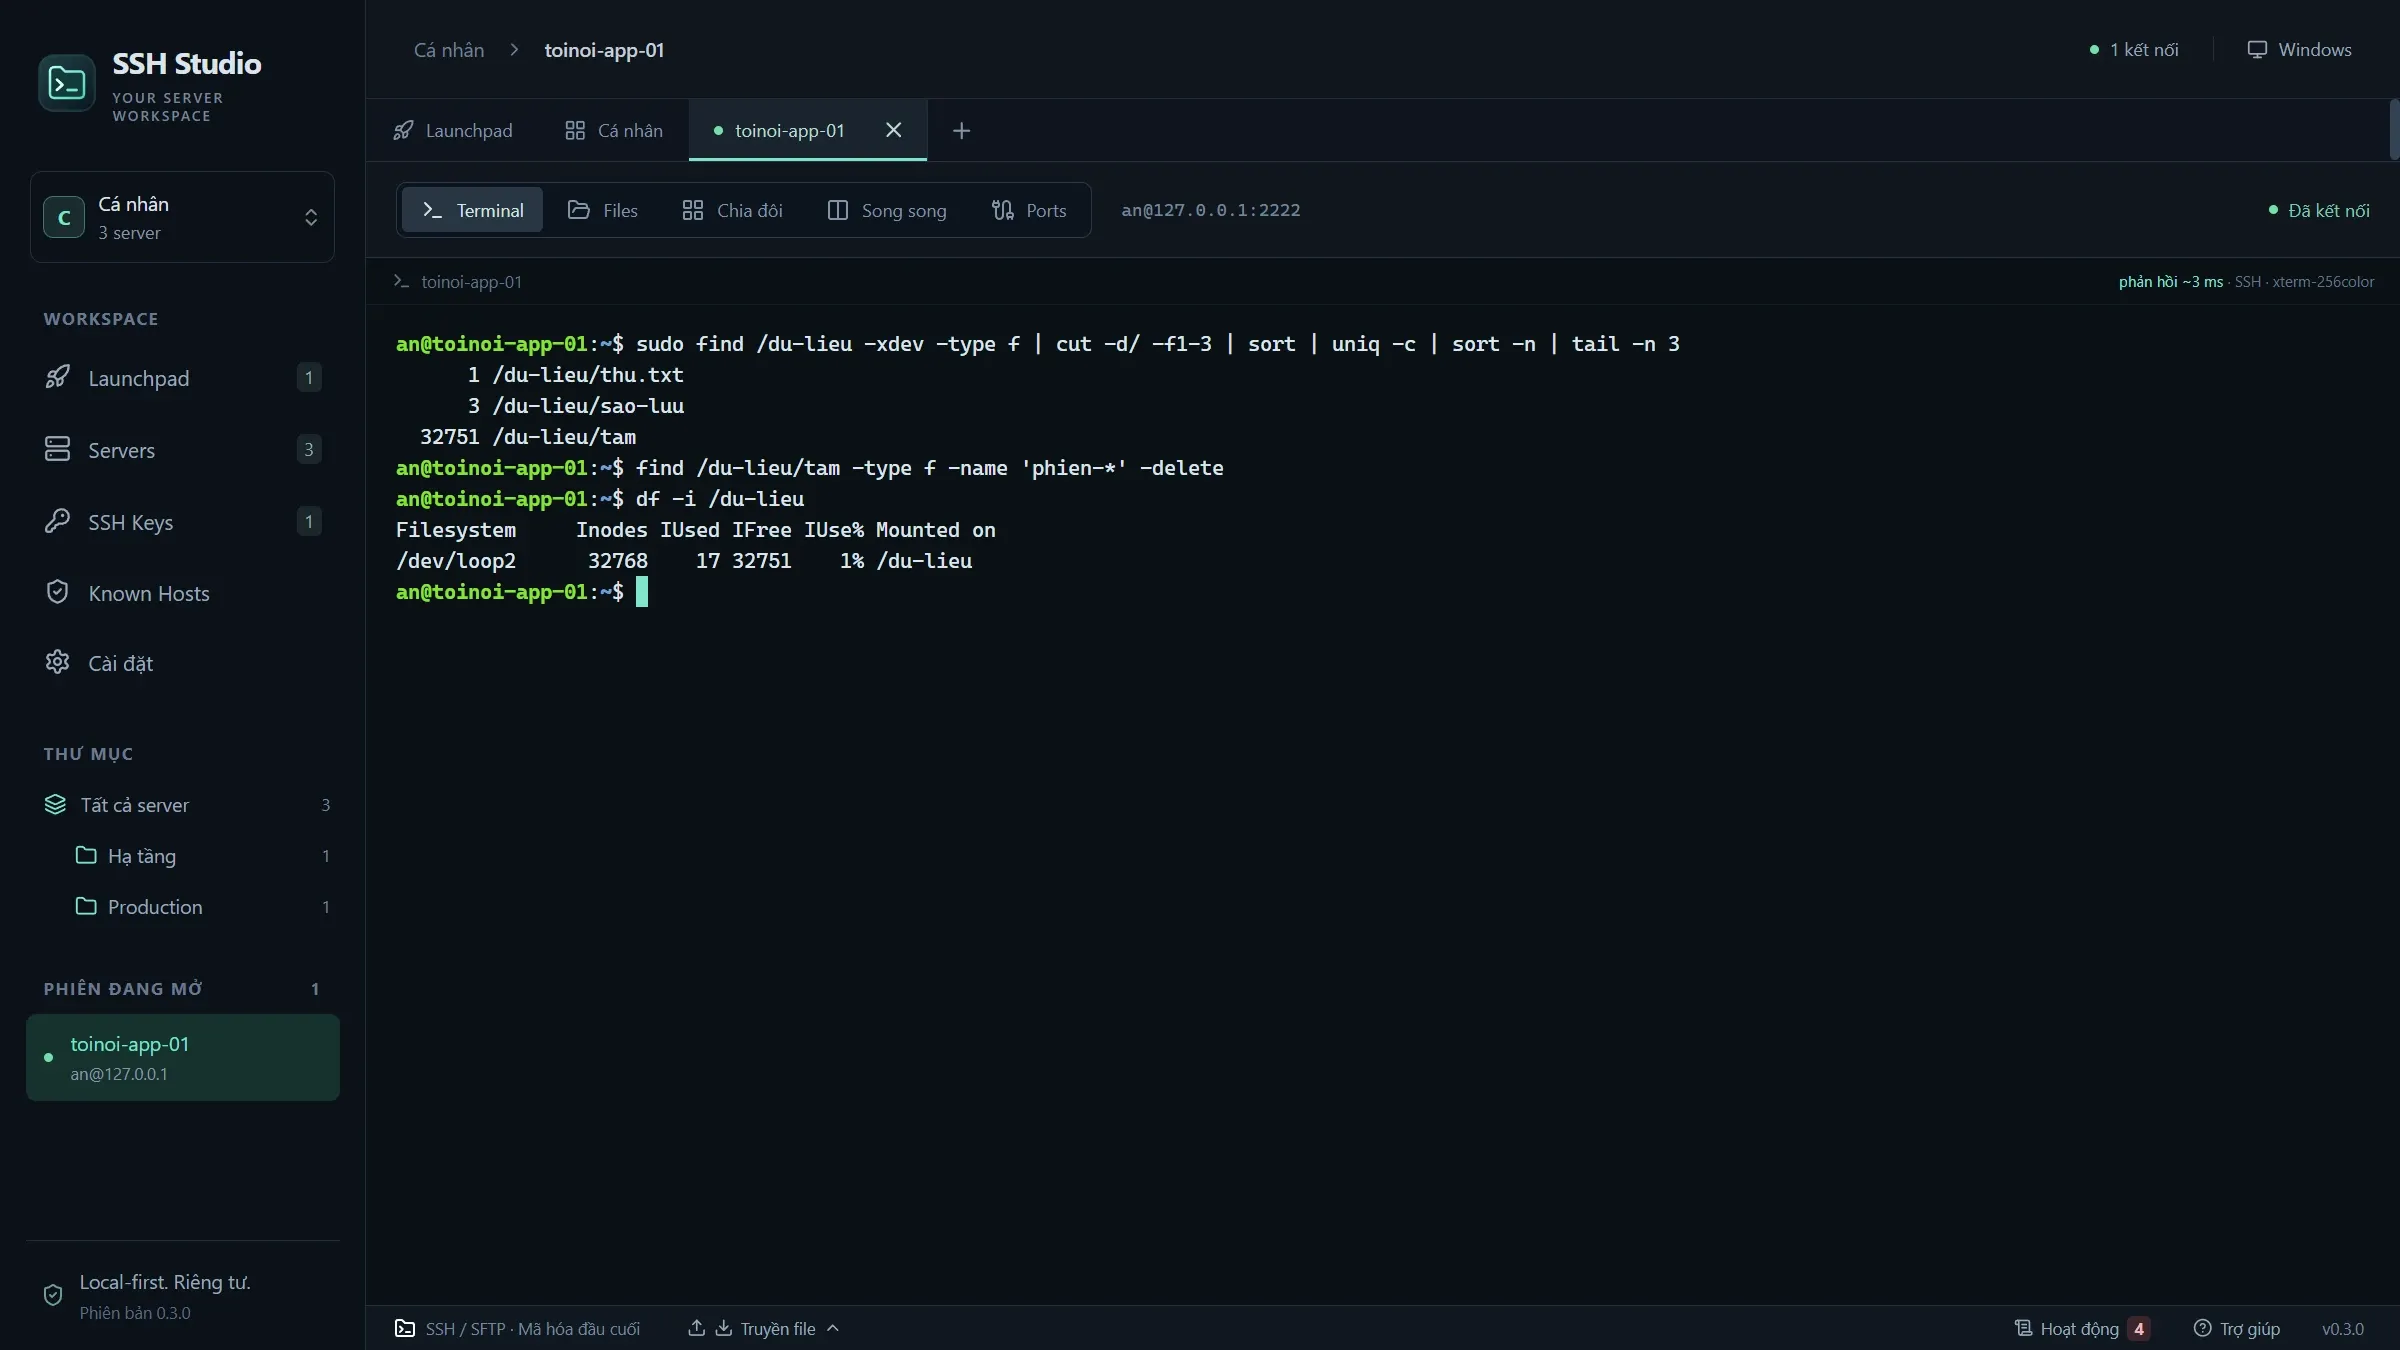 SSH Studio
YOUR SERVER
WORKSPACE
C
Cá nhân
3 server
WORKSPACE
Launchpad 1
Servers 3
SSH Keys 1
Known Hosts
Cài đặt
THƯ MỤC
Tất cả server 3
Hạ tầng 1
Production 1
PHIÊN ĐANG MỞ 1
toinoi-app-01
an@127.0.0.1
Local-first. Riêng tư.
Phiên bản 0.3.0
Cá nhân > toinoi-app-01
1 kết nối
Windows
Launchpad
Cá nhân
toinoi-app-01
Terminal
Files
Chia đôi
Song song
Ports
an@127.0.0.1:2222
Đã kết nối
toinoi-app-01
phản hồi ~3 ms · SSH · xterm-256color
an@toinoi-app-01:~$ sudo find /du-lieu -xdev -type f | cut -d/ -f1-3 | sort | uniq -c | sort -n | tail -n 3
1 /du-lieu/thu.txt
3 /du-lieu/sao-luu
32751 /du-lieu/tam
an@toinoi-app-01:~$ find /du-lieu/tam -type f -name 'phien-*' -delete
an@toinoi-app-01:~$ df -i /du-lieu
Filesystem Inodes IUsed IFree IUse% Mounted on
/dev/loop2 32768 17 32751 1% /du-lieu
an@toinoi-app-01:~$
SSH / SFTP · Mã hóa đầu cuối
Truyền file
Hoạt động 4
Trợ giúp
v0.3.0